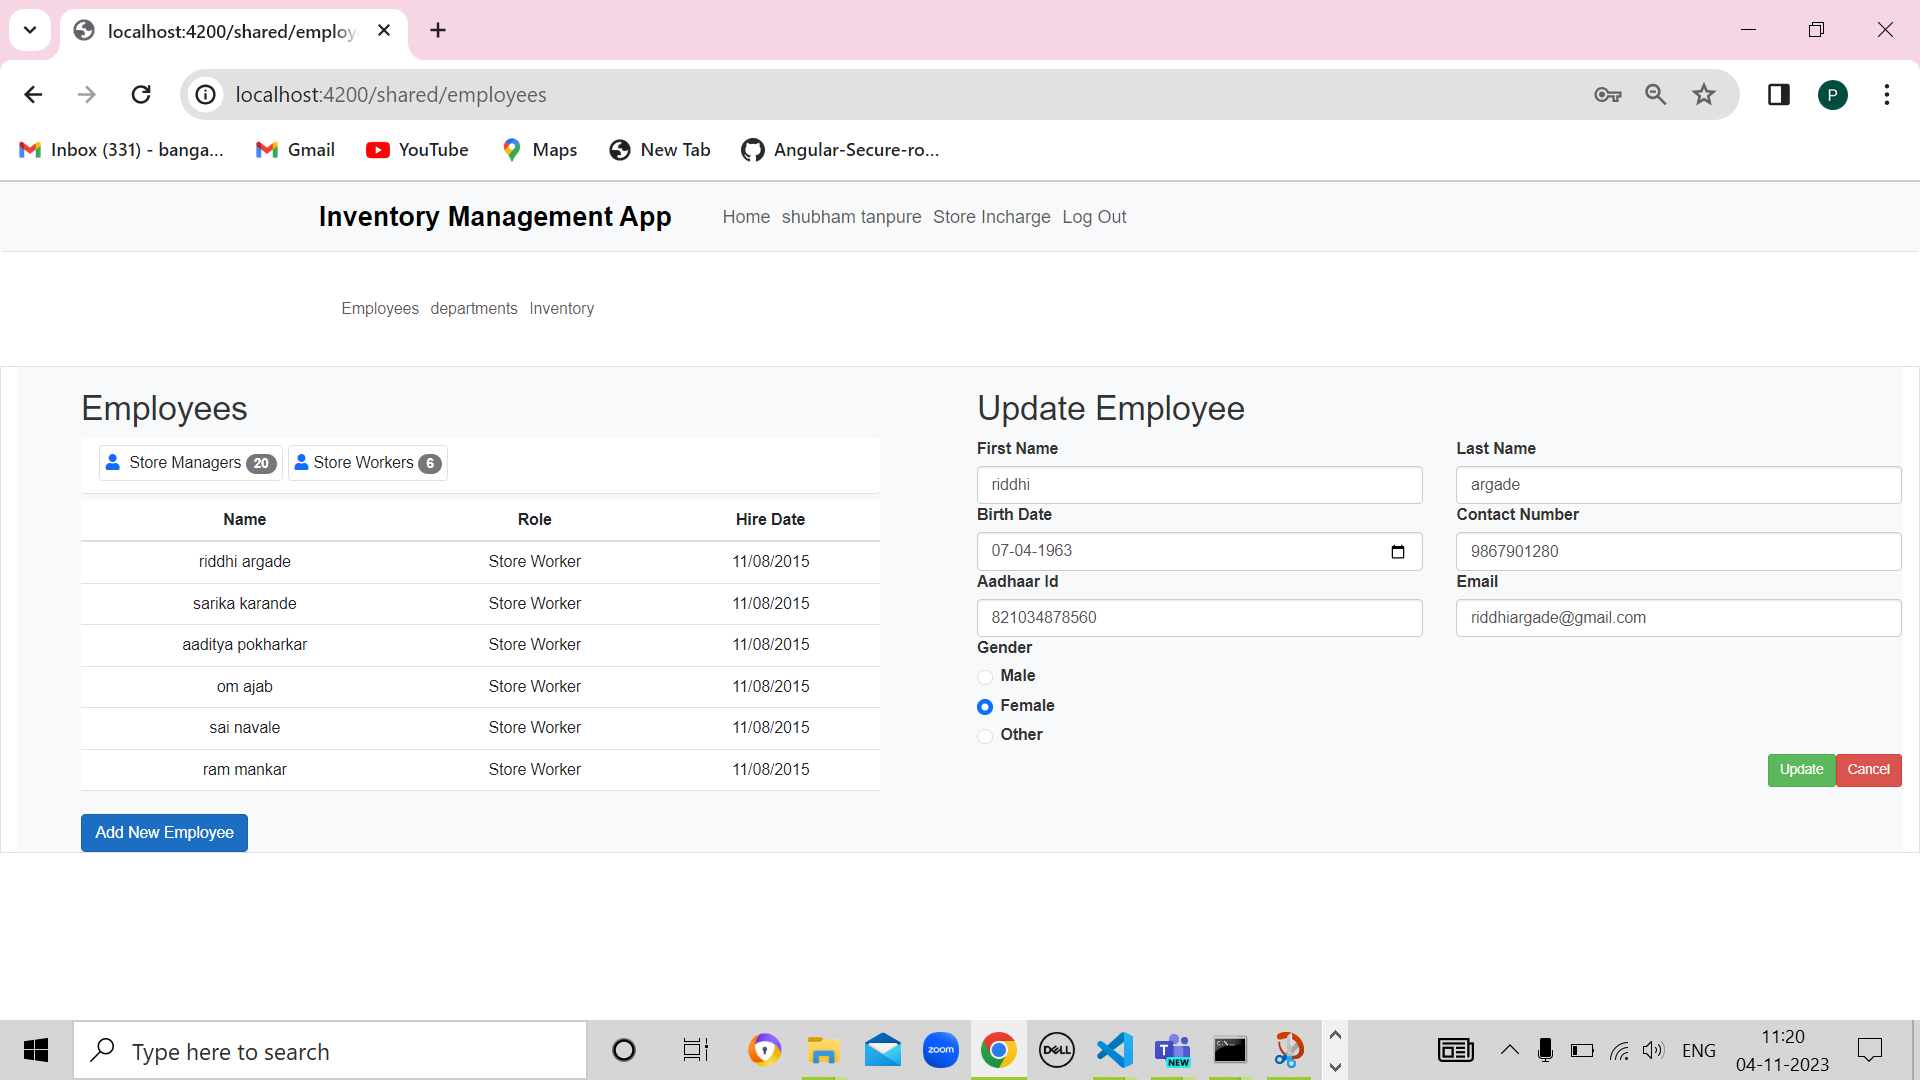 localhost:4200/shared/employ
localhost:4200/shared/employees
P
Inbox (331) - banga...
Gmail
YouTube
Maps
New Tab
Angular-Secure-ro...
Inventory Management App
Home
shubham tanpure
Store Incharge
Log Out
Employees
departments
Inventory
Employees
Store Managers 20
Store Workers 6
Name Role Hire Date
riddhi argade Store Worker 11/08/2015
sarika karande Store Worker 11/08/2015
aaditya pokharkar Store Worker 11/08/2015
om ajab Store Worker 11/08/2015
sai navale Store Worker 11/08/2015
ram mankar Store Worker 11/08/2015
Add New Employee
Update Employee
First Name
riddhi
Last Name
argade
Birth Date
07-04-1963
Contact Number
9867901280
Aadhaar Id
821034878560
Email
riddhiargade@gmail.com
Gender
Male
Female
Other
Update
Cancel
Type here to search
zoom
DELL
T
NEW
C:\_
ENG
11:20
04-11-2023